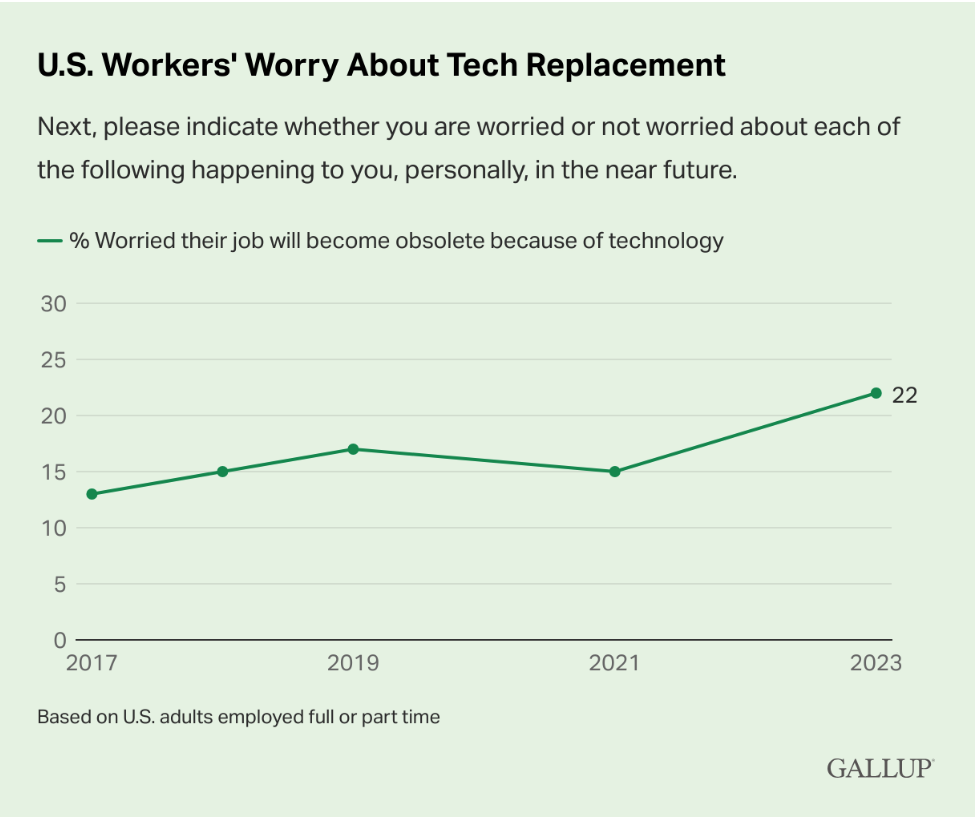 U.S. Workers' Worry About Tech Replacement
Next, please indicate whether you are worried or not worried about each of
the following happening to you, personally, in the near future.
% Worried their job will become obsolete because of technology
30
25
20
15
10
5
0
22
2017 2019 2021 2023
Based on U.S. adults employed full or part time
GALLUP